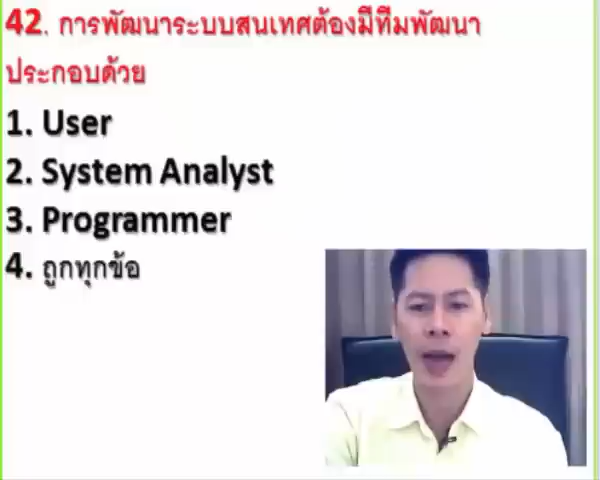 42. การพัฒนาระบบสนเทศต้องมีทีมพัฒนา
ประกอบด้วย
1. User
2. System Analyst
3. Programmer
4. ถูกทุกข้อ